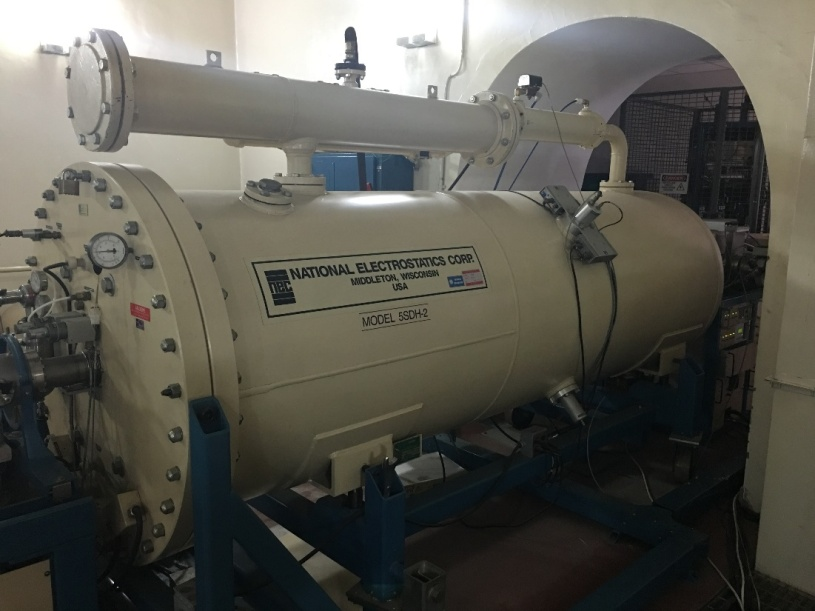 nec
NATIONAL ELECTROSTATICS CORP.
MIDDLETON, WISCONSIN
USA
MODEL 5SDH-2